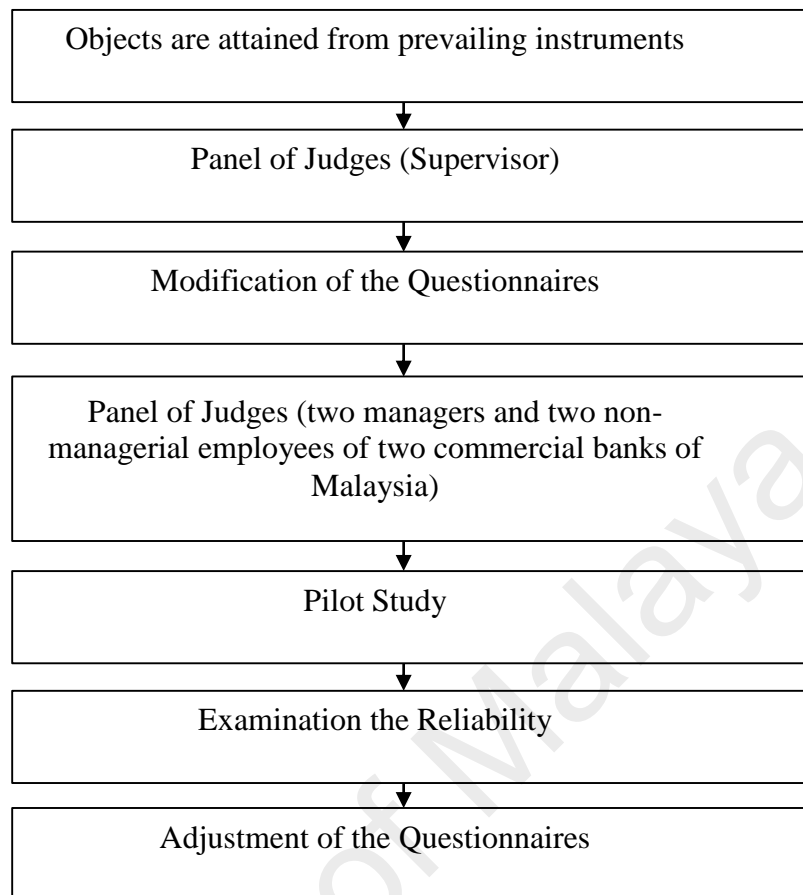 Objects are attained from prevailing instruments
Panel of Judges (Supervisor)
Modification of the Questionnaires
Panel of Judges (two managers and two non-
managerial employees of two commercial banks of
Malaysia)
Pilot Study
Examination the Reliability
Adjustment of the Questionnaires
of Malaya